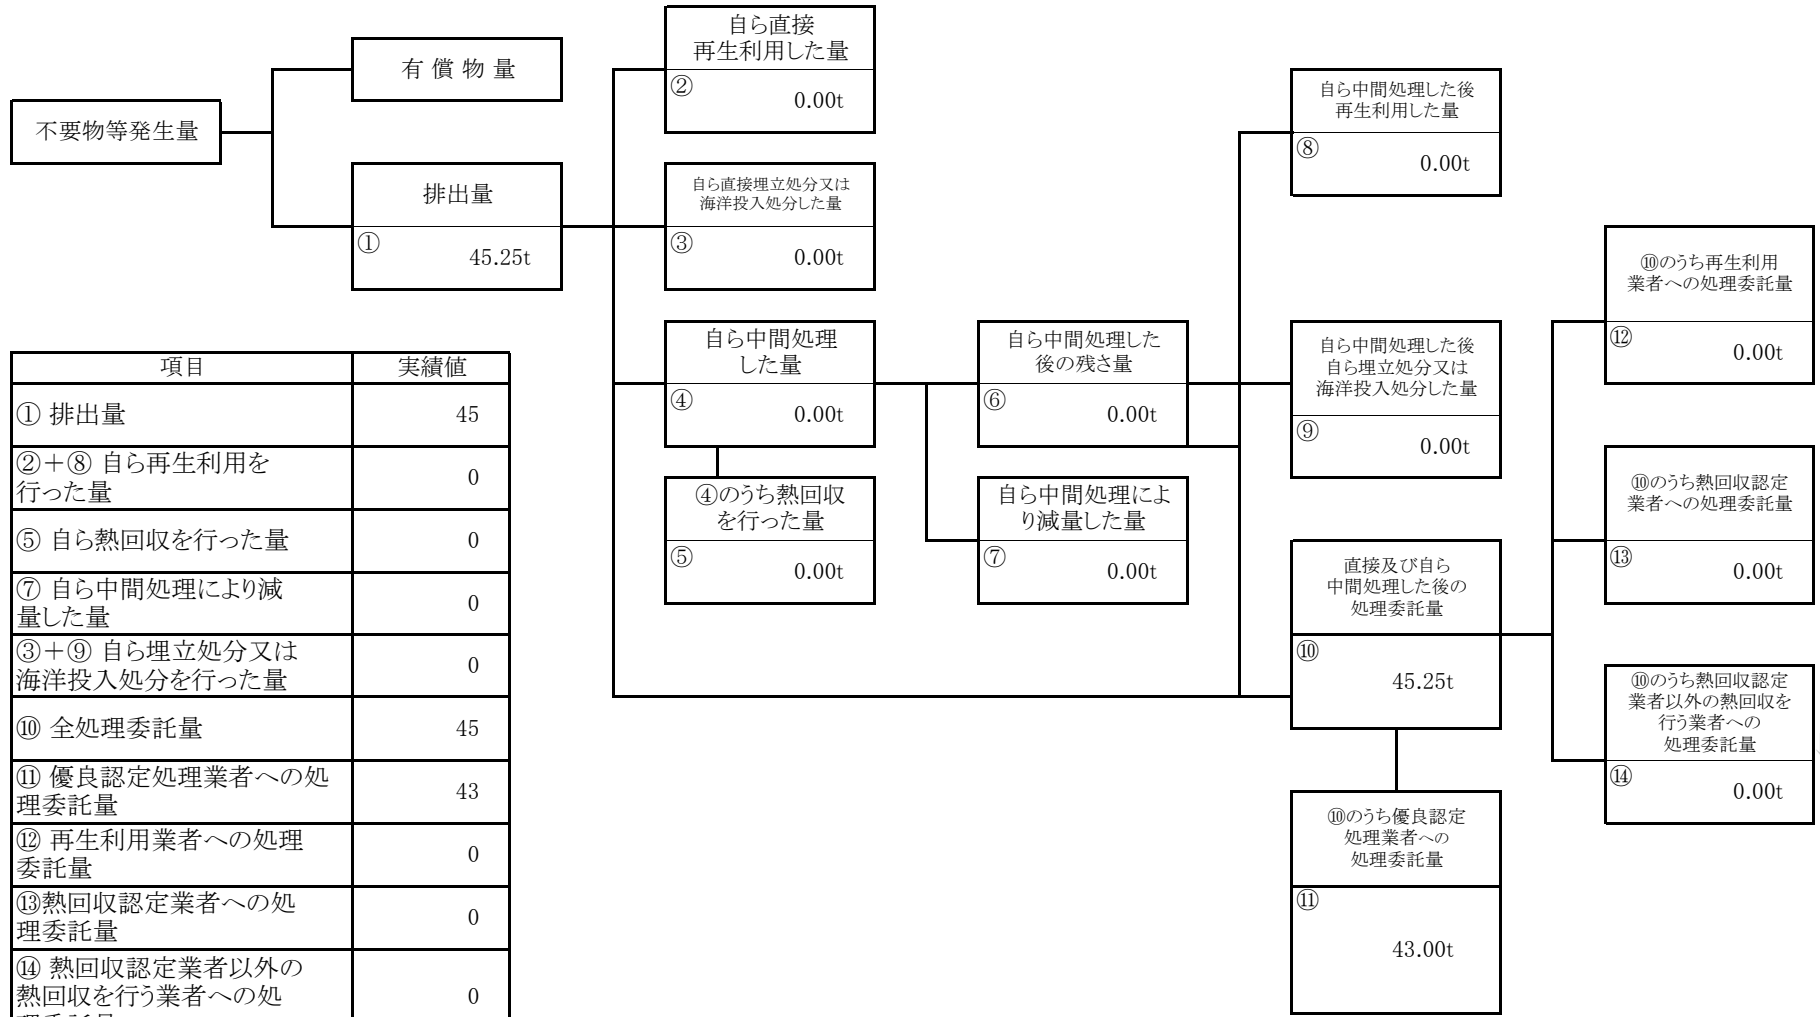 不要物等発生量
有 償 物 量
排出量
①
45.25t
自ら直接
再生利用した量
②
0.00t
自ら直接埋立処分又は
海洋投入処分した量
③
0.00t
自ら中間処理
した量
④
0.00t
④のうち熱回収
を行った量
⑤
0.00t
自ら中間処理した
後の残さ量
⑥
0.00t
自ら中間処理によ
り減量した量
⑦
0.00t
自ら中間処理した後
再生利用した量
⑧
0.00t
自ら中間処理した後
自ら埋立処分又は
海洋投入処分した量
⑨
0.00t
直接及び自ら
中間処理した後の
処理委託量
⑩
45.25t
⑩のうち優良認定
処理業者への
処理委託量
⑪
43.00t
⑩のうち再生利用
業者への処理委託量
⑫
0.00t
⑩のうち熱回収認定
業者への処理委託量
⑬
0.00t
⑩のうち熱回収認定
業者以外の熱回収を
行う業者への
処理委託量
⑭
0.00t
項目 実績値
① 排出量 45
②＋⑧ 自ら再生利用を
行った量 0
⑤ 自ら熱回収を行った量 0
⑦ 自ら中間処理により減
量した量 0
③＋⑨ 自ら埋立処分又は
海洋投入処分を行った量 0
⑩ 全処理委託量 45
⑪ 優良認定処理業者への処
理委託量 43
⑫ 再生利用業者への処理
委託量 0
⑬熱回収認定業者への処
理委託量 0
⑭ 熱回収認定業者以外の
熱回収を行う業者への処 0